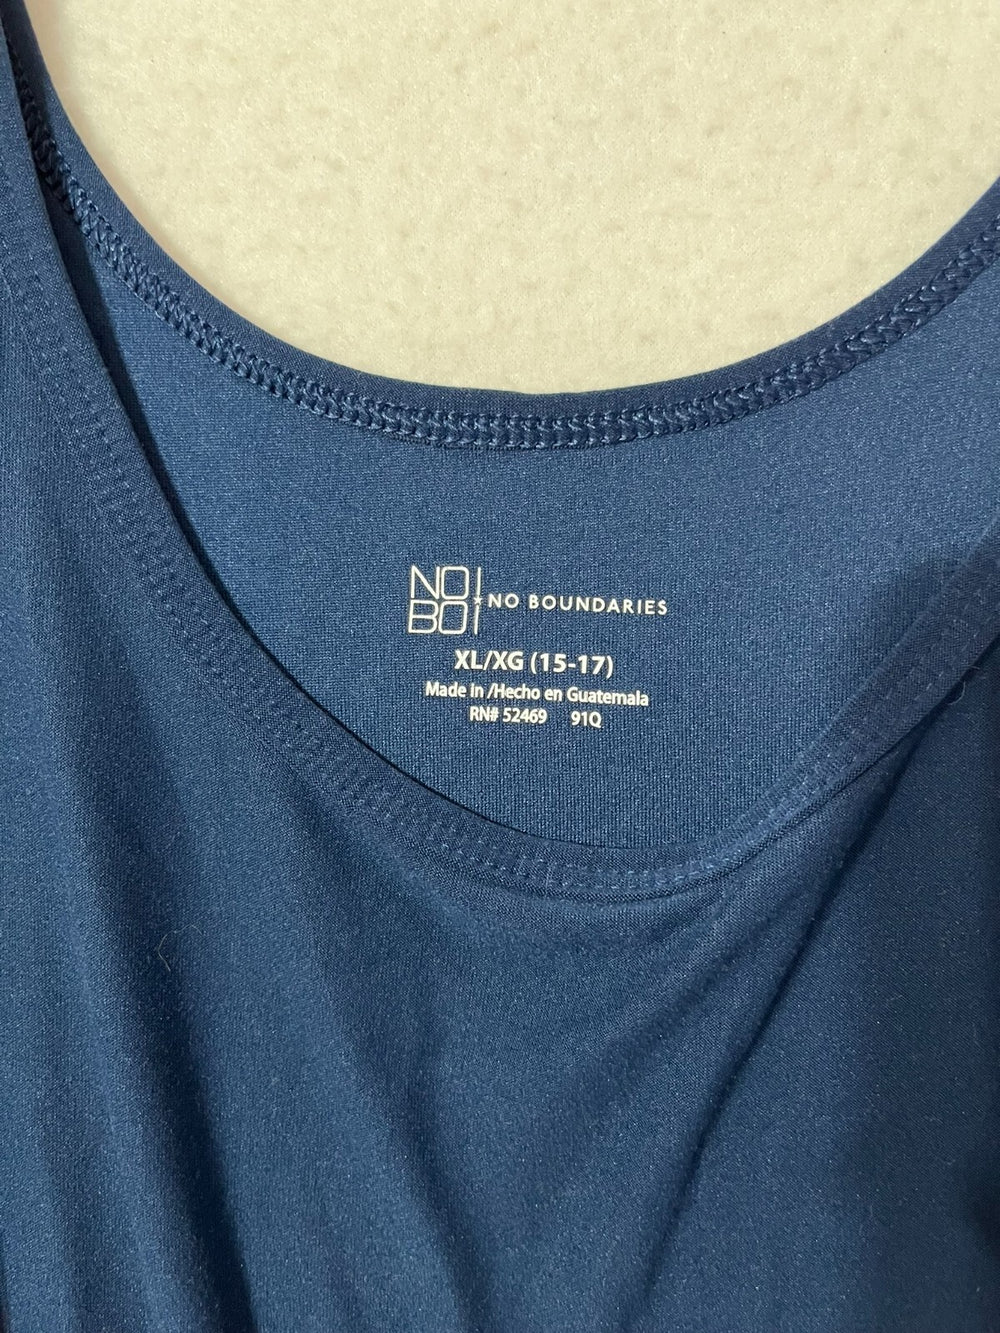 NO
BO
NO BOUNDARIES
XL/XG (15-17)
Made in /Hecho en Guatemala
RN# 52469 91Q